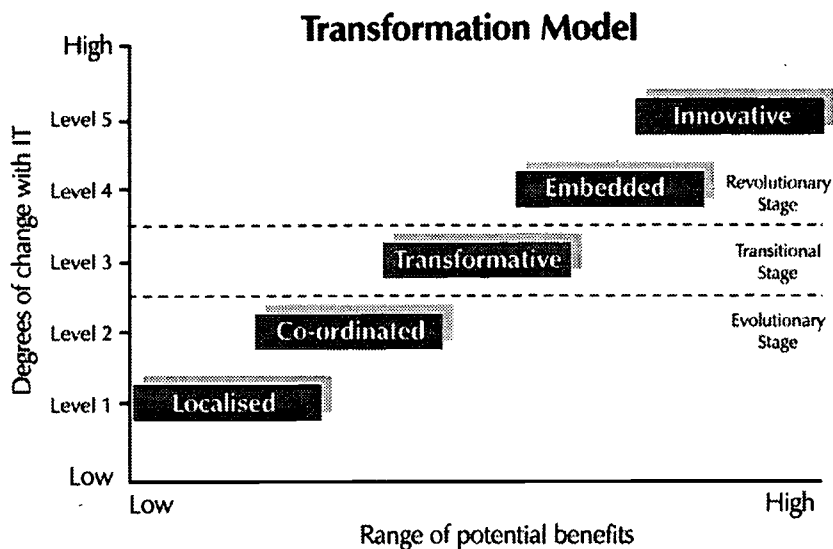 Transformation Model
High
Degrees of change with IT
Level 5
Innovative
Level 4
Embedded
Revolutionary
Stage
Level 3
Transformative
Transitional
Stage
Level 2
Co-ordinated
Evolutionary
Stage
Level 1
Localised
Low
Low
High
Range of potential benefits